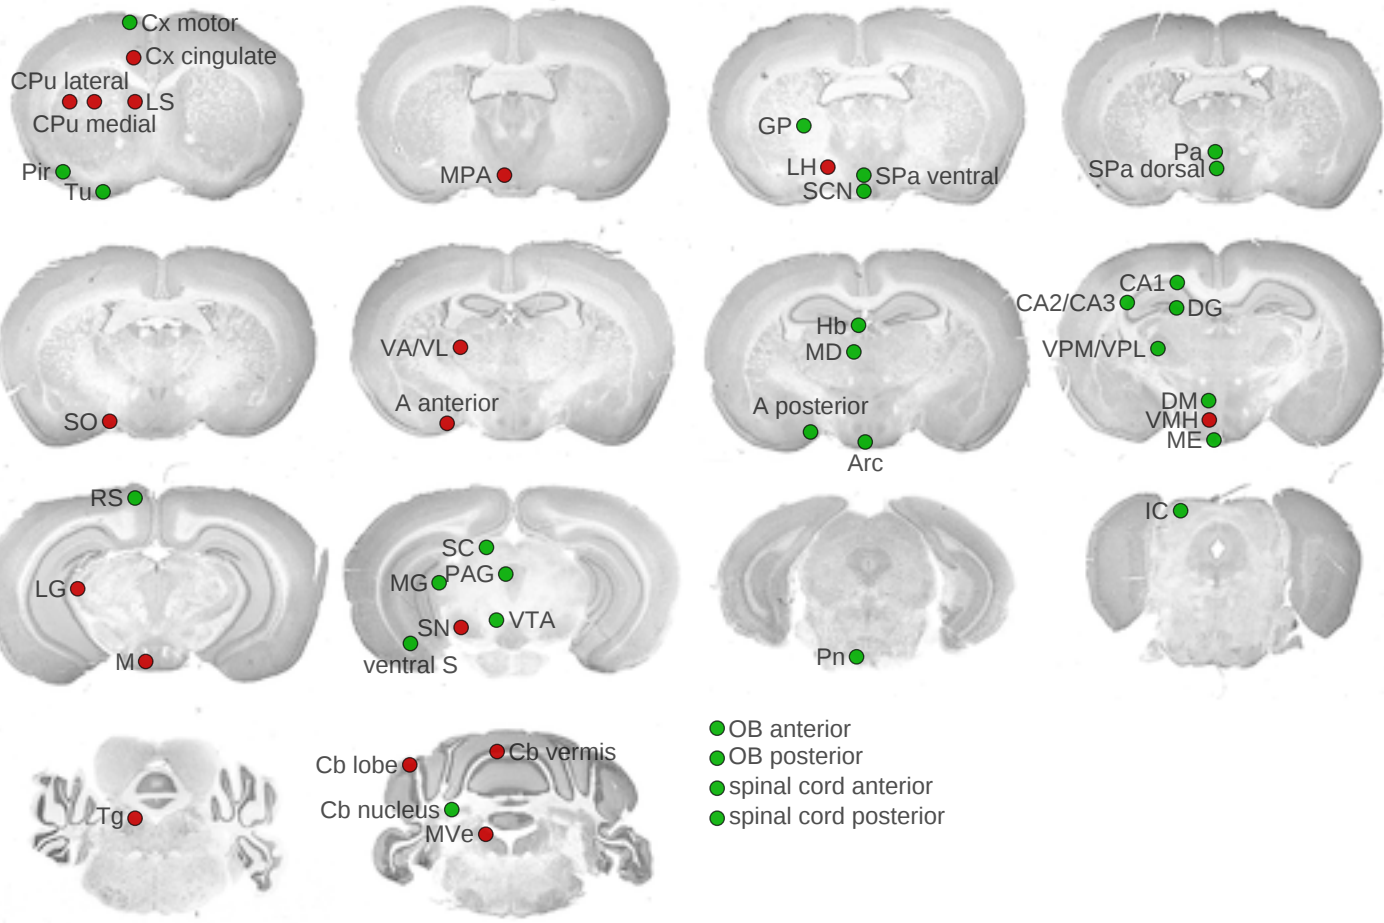 Cx motor
Cx cingulate
CPu lateral
LS
CPu medial
Pir
Tu
MPA
GP
LH
SPa ventral
SCN
Pa
SPa dorsal
SO
VA/VL
A anterior
Hb
MD
A posterior
Arc
CA1
CA2/CA3
DG
VPM/VPL
DM
VMH
ME
RS
LG
M
SC
MG
PAG
SN
VTA
ventral S
Pn
IC
Tg
Cb lobe
Cb vermis
Cb nucleus
MVe
OB anterior
OB posterior
spinal cord anterior
spinal cord posterior